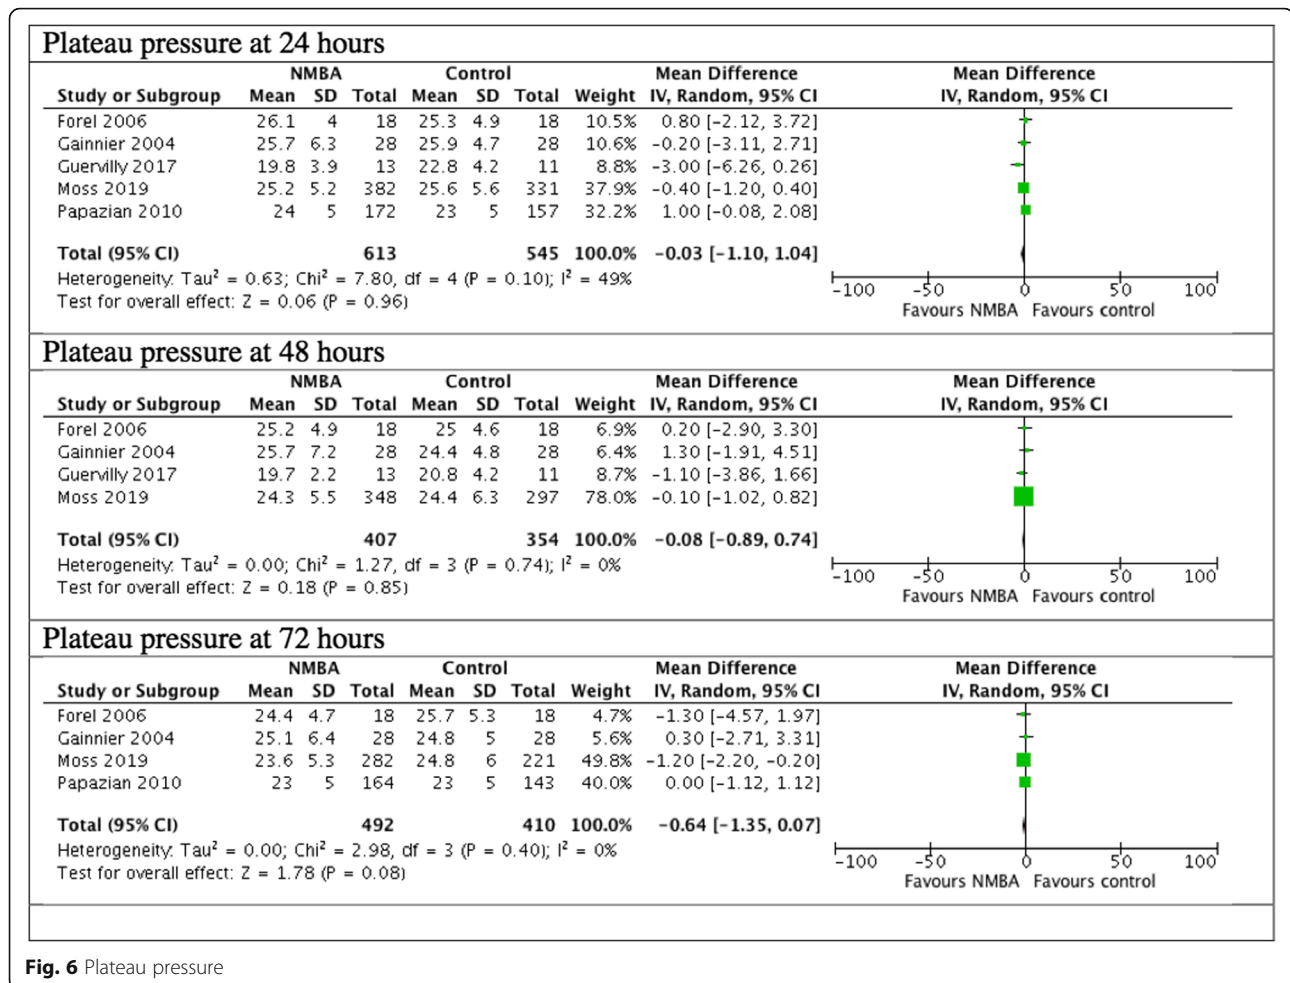 Plateau pressure at 24 hours
NMBA Control Mean Difference Mean Difference
Study or Subgroup Mean SD Total Mean SD Total Weight IV, Random, 95% CI IV, Random, 95% CI
Forel 2006 26.1 4 18 25.3 4.9 18 10.5% 0.80 [−2.12, 3.72]
Gainnier 2004 25.7 6.3 28 25.9 4.7 28 10.6% −0.20 [−3.11, 2.71]
Guervilly 2017 19.8 3.9 13 22.8 4.2 11 8.8% −3.00 [−6.26, 0.26]
Moss 2019 25.2 5.2 382 25.6 5.6 331 37.9% −0.40 [−1.20, 0.40]
Papazian 2010 24 5 172 23 5 157 32.2% 1.00 [−0.08, 2.08]
Total (95% CI) 613 545 100.0% −0.03 [−1.10, 1.04]
Heterogeneity: Tau² = 0.63; Chi² = 7.80, df = 4 (P = 0.10); I² = 49%
Test for overall effect: Z = 0.06 (P = 0.96)
−100 −50 0 50 100
Favours NMBA Favours control
Plateau pressure at 48 hours
NMBA Control Mean Difference Mean Difference
Study or Subgroup Mean SD Total Mean SD Total Weight IV, Random, 95% CI IV, Random, 95% CI
Forel 2006 25.2 4.9 18 25 4.6 18 6.9% 0.20 [−2.90, 3.30]
Gainnier 2004 25.7 7.2 28 24.4 4.8 28 6.4% 1.30 [−1.91, 4.51]
Guervilly 2017 19.7 2.2 13 20.8 4.2 11 8.7% −1.10 [−3.86, 1.66]
Moss 2019 24.3 5.5 348 24.4 6.3 297 78.0% −0.10 [−1.02, 0.82]
Total (95% CI) 407 354 100.0% −0.08 [−0.89, 0.74]
Heterogeneity: Tau² = 0.00; Chi² = 1.27, df = 3 (P = 0.74); I² = 0%
Test for overall effect: Z = 0.18 (P = 0.85)
−100 −50 0 50 100
Favours NMBA Favours control
Plateau pressure at 72 hours
NMBA Control Mean Difference Mean Difference
Study or Subgroup Mean SD Total Mean SD Total Weight IV, Random, 95% CI IV, Random, 95% CI
Forel 2006 24.4 4.7 18 25.7 5.3 18 4.7% −1.30 [−4.57, 1.97]
Gainnier 2004 25.1 6.4 28 24.8 5 28 5.6% 0.30 [−2.71, 3.31]
Moss 2019 23.6 5.3 282 24.8 6 221 49.8% −1.20 [−2.20, −0.20]
Papazian 2010 23 5 164 23 5 143 40.0% 0.00 [−1.12, 1.12]
Total (95% CI) 492 410 100.0% −0.64 [−1.35, 0.07]
Heterogeneity: Tau² = 0.00; Chi² = 2.98, df = 3 (P = 0.40); I² = 0%
Test for overall effect: Z = 1.78 (P = 0.08)
−100 −50 0 50 100
Favours NMBA Favours control
Fig. 6 Plateau pressure